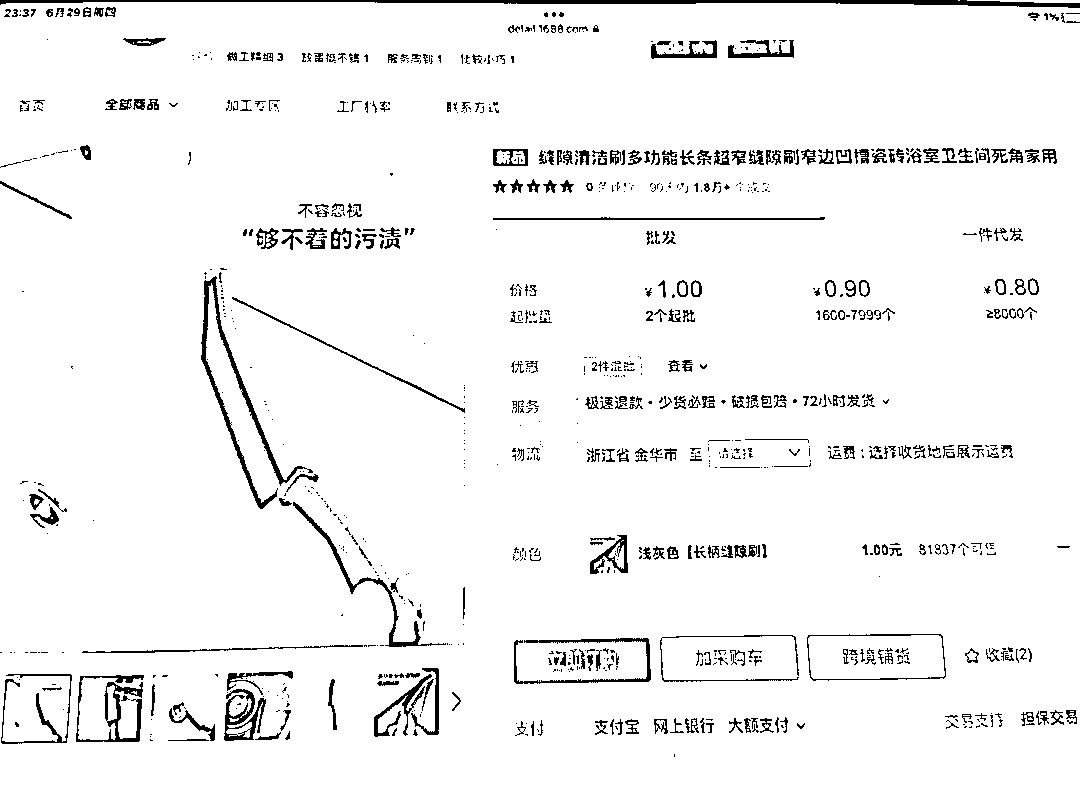 23:37 6月29日周四
detail.1688.com
1%
做工精细 3 服务周到 1 比较小巧 1
首页 全部商品 加工专区 工厂档案 联系方式
不容忽视
“够不着的污渍”
新品 缝隙清洁刷多功能长条超窄缝隙刷窄边凹槽瓷砖浴室卫生间死角家用
★★★★★ 0 90天内 1.8万+ 个成交
批发 一件代发
价格 ¥1.00 ¥0.90 ¥0.80
起批量 2个起批 1600-7999个 ≥8000个
优惠 2件混批 查看
服务 极速退款·少货必赔·破损包赔·72小时发货
物流 浙江省 金华市 至 请选择 运费:选择收货地后展示运费
颜色 浅灰色【长柄缝隙刷】 1.00元 81837个可售
立即订购 加采购车 跨境铺货 收藏(2)
支付 支付宝 网上银行 大额支付 交易支持 担保交易